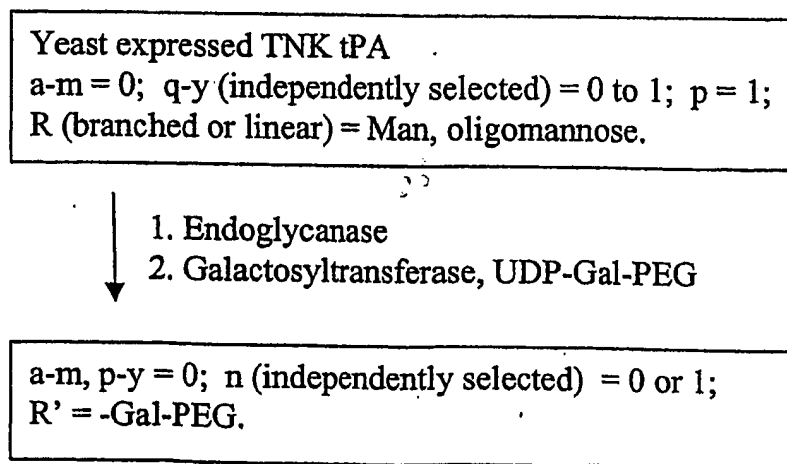 Yeast expressed TNK tPA
a-m = 0; q-y (independently selected) = 0 to 1; p = 1;
R (branched or linear) = Man, oligomannose.
1. Endoglycanase
2. Galactosyltransferase, UDP-Gal-PEG
a-m, p-y = 0; n (independently selected) = 0 or 1;
R’ = -Gal-PEG.